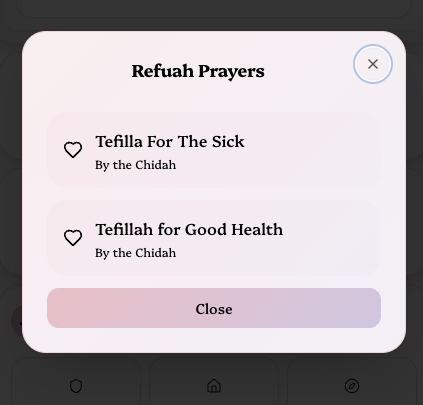 Refuah Prayers
Tefilla For The Sick
By the Chidah
Tefillah for Good Health
By the Chidah
Close